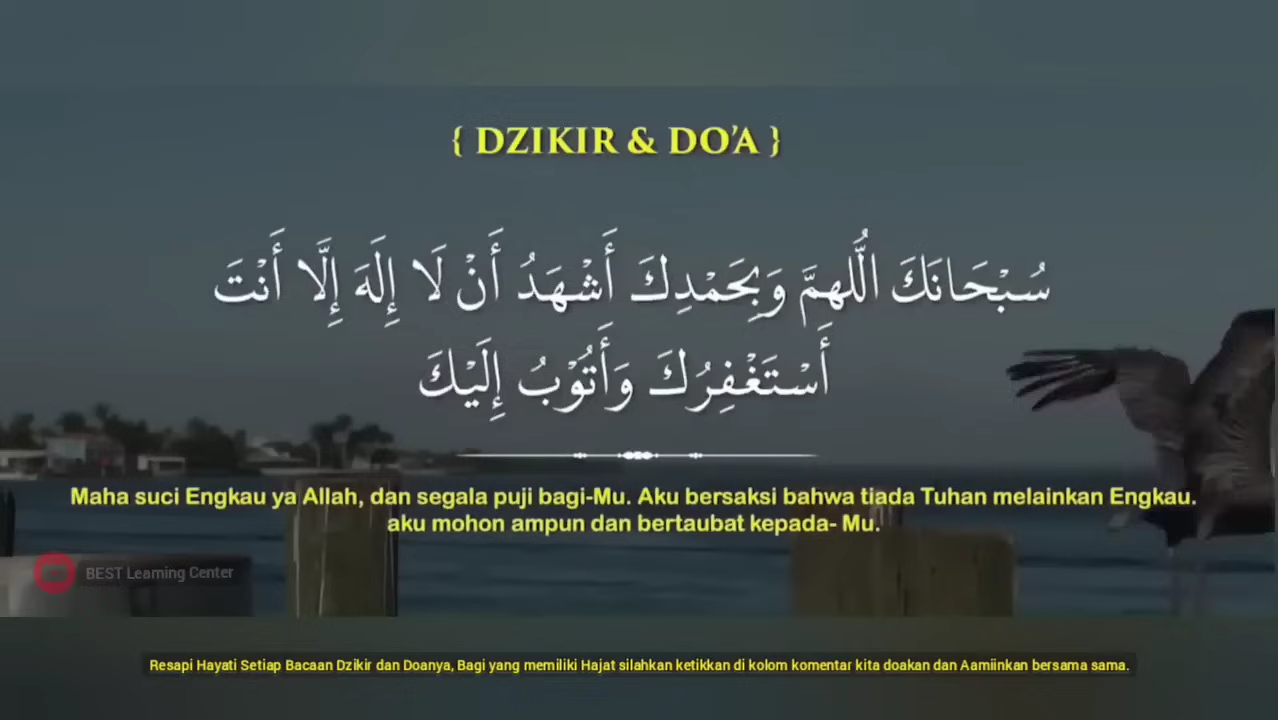 { DZIKIR & DO'A }
سُبْحَانَكَ اللَّهُمَّ وَبِحَمْدِكَ أَشْهَدُ أَنْ لَا إِلَهَ إِلَّا أَنْتَ
أَسْتَغْفِرُكَ وَأَتُوْبُ إِلَيْكَ
Maha suci Engkau ya Allah, dan segala puji bagi-Mu. Aku bersaksi bahwa tiada Tuhan melainkan Engkau.
aku mohon ampun dan bertaubat kepada- Mu.
BEST Learning Center
Resapi Hayati Setiap Bacaan Dzikir dan Doanya, Bagi yang memiliki Hajat silahkan ketikkan di kolom komentar kita doakan dan Aamiinkan bersama sama.